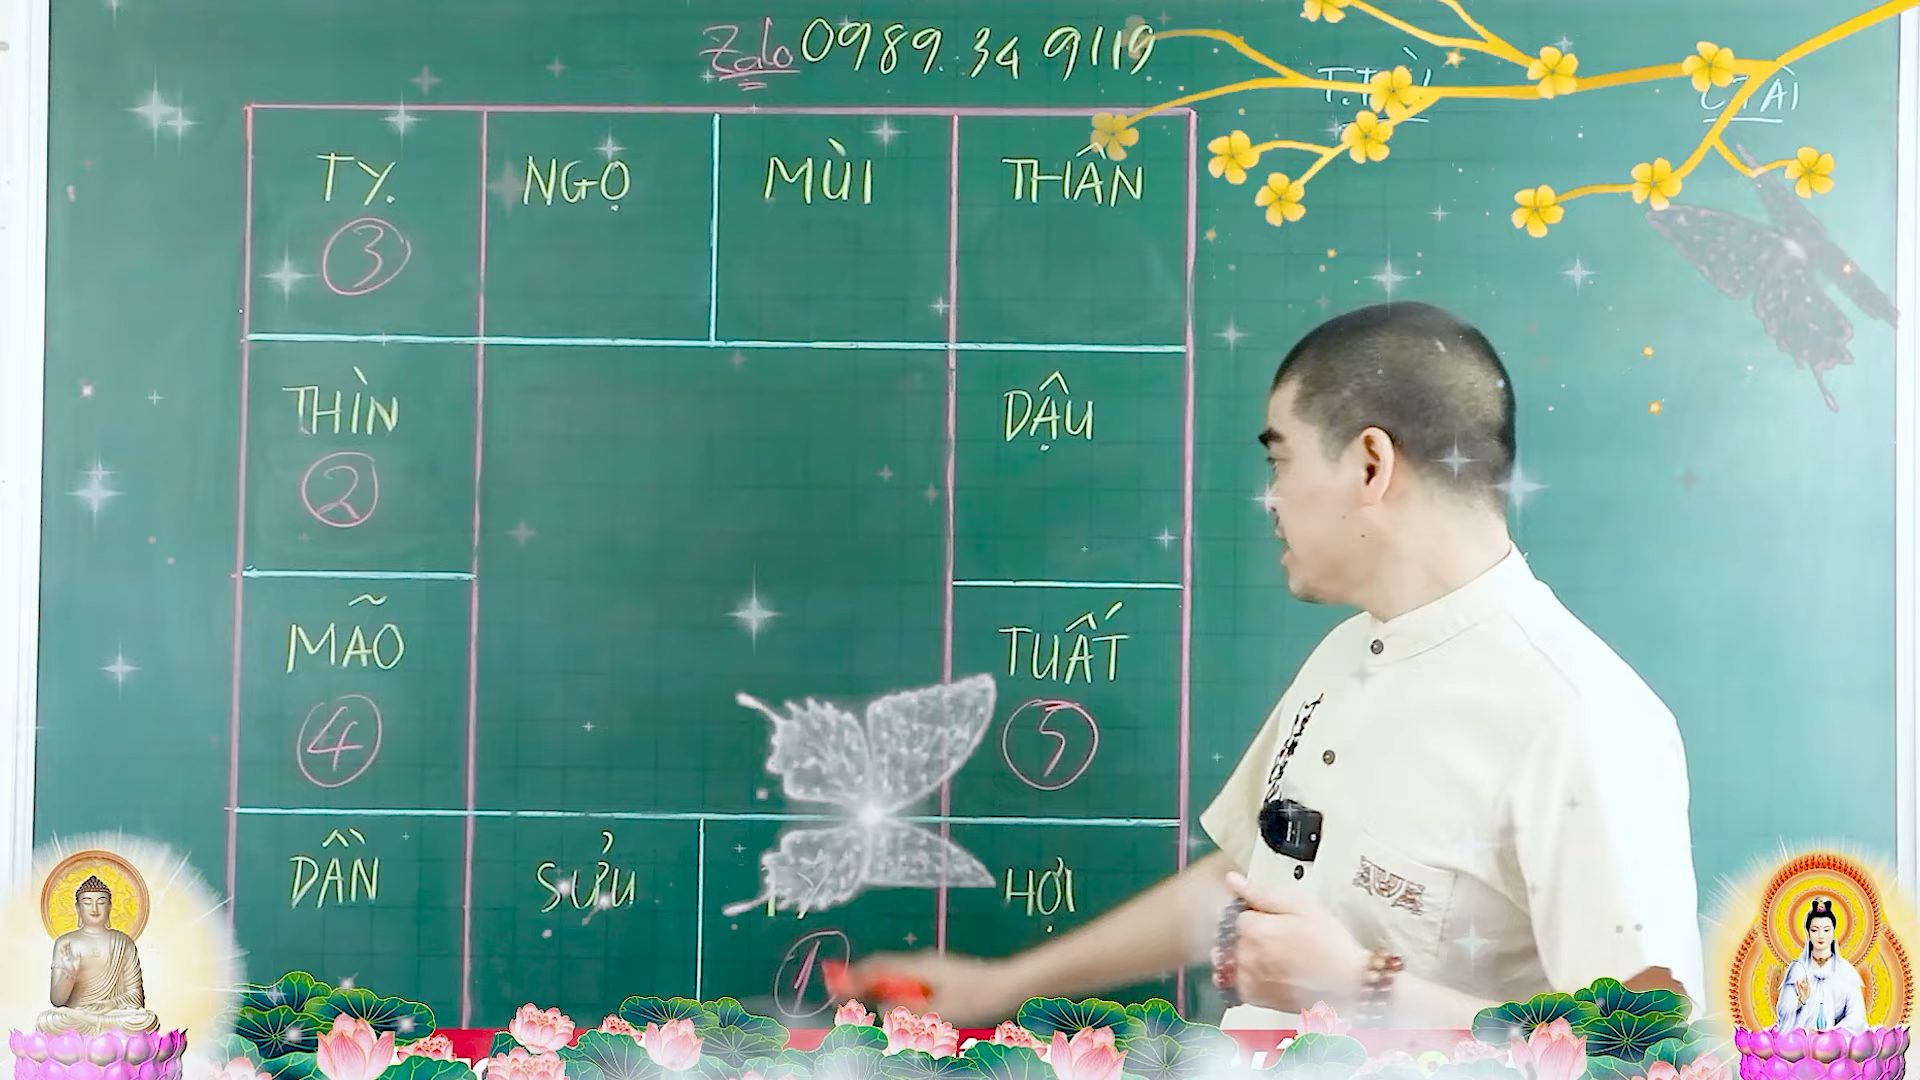 Zalo 0989.34 9119
C TÀI
TỴ. NGỌ MÙI THÂN
3
THÌN DẬU
2
MÃO TUẤT
4 5
DẦN SỬU HỢI
1